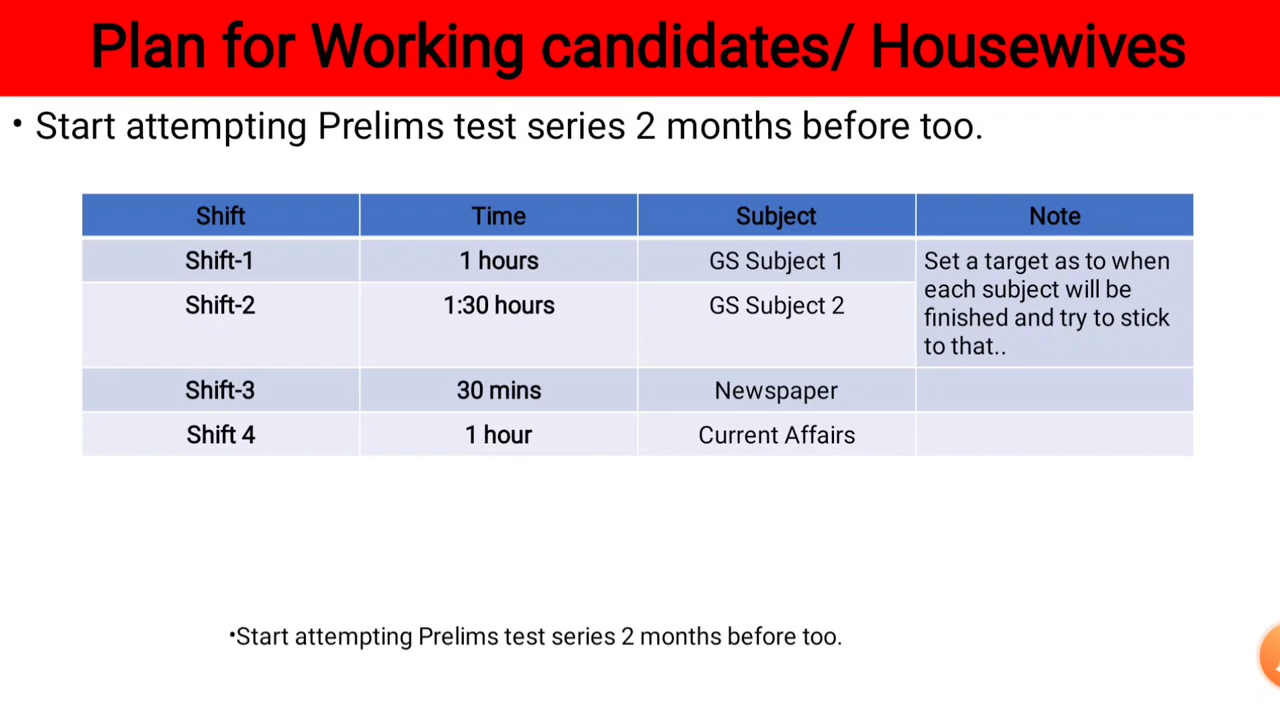 Plan for Working candidates/ Housewives
• Start attempting Prelims test series 2 months before too.
Shift Time Subject Note
Shift-1 1 hours GS Subject 1 Set a target as to when
each subject will be
Shift-2 1:30 hours GS Subject 2 finished and try to stick
to that..
Shift-3 30 mins Newspaper
Shift 4 1 hour Current Affairs
•Start attempting Prelims test series 2 months before too.